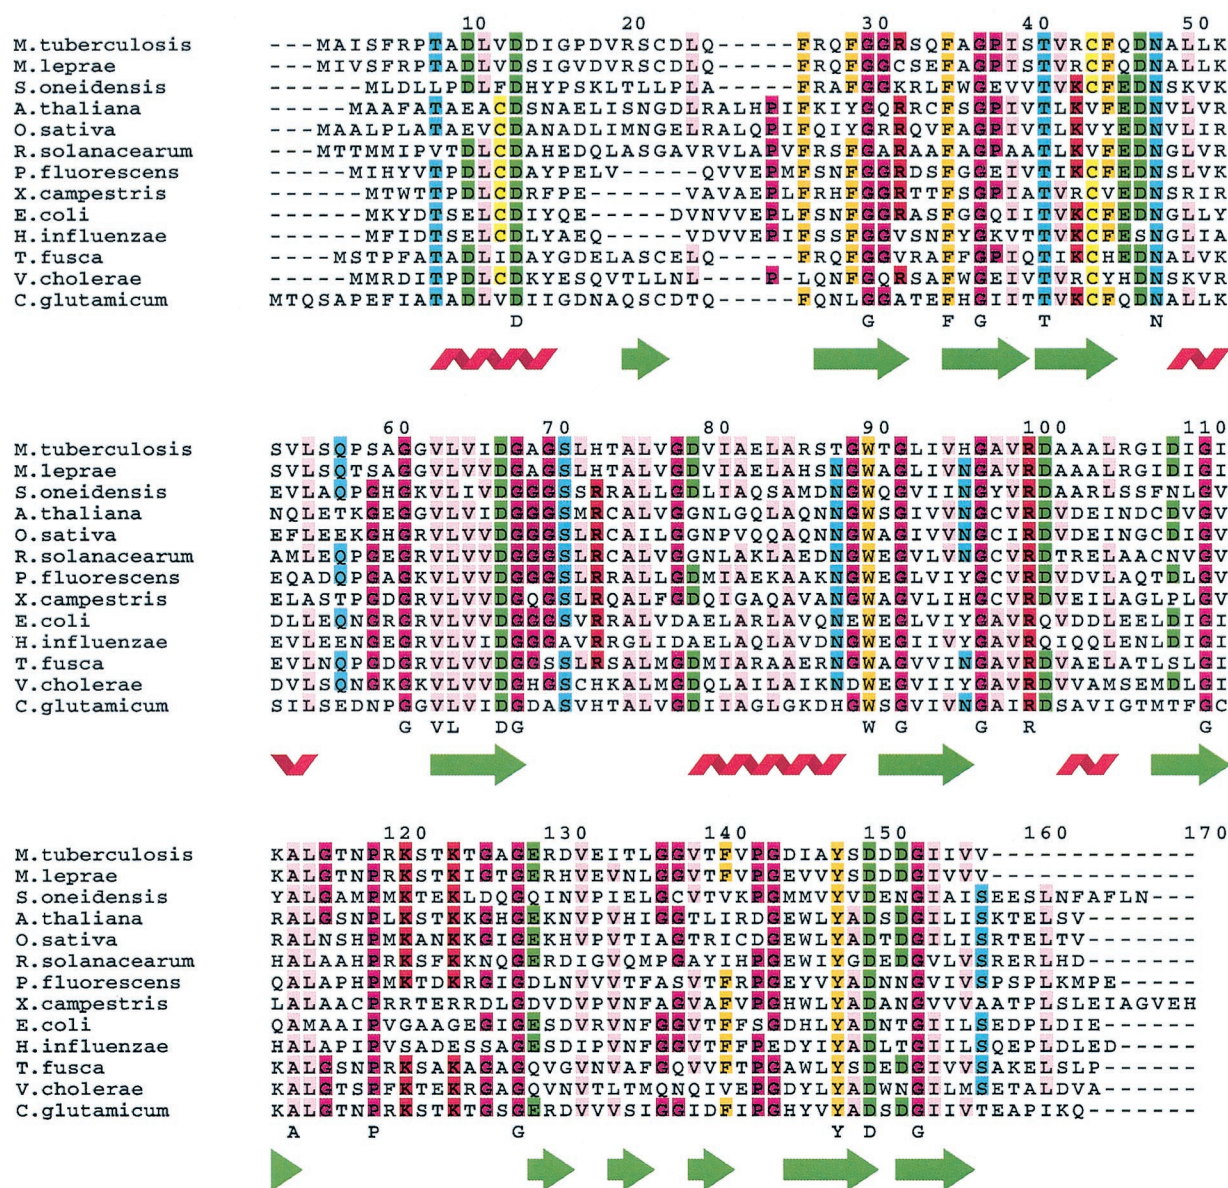 10 20 30 40 50
M.tuberculosis ---MAISFRPTADLVDDIGPDVRSCDLQ-----FRQFGGRSQFAGPISTVRCFQDNALLK
M.leprae ---MIVSFRPTADLVDSIGVDVRSCDLQ-----FRQFGGCSEFAGPISTVRCFQDNALLK
S.oneidensis ------MLDLLPDLFDHYPSKLTLLPLA-----FRAFGGKRLFWGEVVTVKCFEDNSKVK
A.thaliana -----MAAFATAEACDSNAELISNGDLRALHPIFKIYGQRRCFSGPIVTLKVFEDNVLVR
O.sativa ---MAALPLATAEVCDANADLIMNGELRALQPIFQIYGRRQVFAGPIVTLKVYEDNVLIR
R.solanacearum ---MTTMMIPVTDLCDAHEDQLASGAVRVLAPVFRSFGARAAFAGPAATLKVFEDNGLVR
P.fluorescens -----MIHYVTPDLCDAYPELV-----QVVEPMFSNFGGRDSFGGEIVTIKCFEDNSLVK
X.campestris ------MTWTTPDLCDRFPE------VAVAEPLFRHFGGRTTFSGPIATVRCVEDNSRIR
E.coli ------MKYDTSELCDIYQE-----DVNVVEPLFSNFGGRASFGGQIITVKCFEDNGLLY
H.influenzae ------MFIDTSELCDLYAEQ-----VDVVEPIFSSFGGVSNFYGKVTTVKCFESNGLIA
T.fusca -----MSTPFATADLIDAYGDELASCELQ-----FRQFGGVRAFFGPIQTIKCHEDNALVK
V.cholerae -----MMRDITPDLCDKYESQVTLLNL---P-LQNFGQRSAFWGEIVTVRCYHDNSKVR
C.glutamicum MTQSAPEFIATADLVDIIGDNAQSCDTQ-----FQNLGGATEFHGIITTVKCFQDNALLK
D G F G T N
60 70 80 90 100 110
M.tuberculosis SVLSQPSAGGVLVIDGAGSLHTALVGDVIAELARSTGWTGLIVHGAVRDAAALRGIDIGI
M.leprae SVLSQTSAGGVLVVDGAGSLHTALVGDVIAELAHSNGWAGLIVNGAVRDAAALRGIDIGI
S.oneidensis EVLAQPGHGKVLIVDGGGSSRRALLGDLIAQSAMDNGWQGVIINGYVRDAARLSSFNLGV
A.thaliana NQLETKGEGGVLVIDGGGSMRCALVGGNLGQLAQNNGWSGIVVNGCVRDVDEINDCDVGV
O.sativa EFLEEKGHGRVLVVDGGGSLRCAILGGNPVQQAQNNGWAGIVVNGCIRDVDEINGCDIGV
R.solanacearum AMLQQPGEGRVLVVDGGGSLRCALVGGNLAKLAEDNGWEGVLVNGCVRDTRELAACNVGV
P.fluorescens EQADQPGAGKVLVVDGGGSLRRALLGDMIAEKAAKNGWEGLVIYGCVRDVDVLAQTDLGV
X.campestris ELASTPGDGRVLVVDGQGSLRQALFGDQIGAQAVANGWAGVLIHGCVRDVEILAGLPLGV
E.coli DLLEQNGRGRVLVVDGGGSVRRALVDAELARLAVQNEWEGLVIYGAVRQVDDLEELDIGI
H.influenzae EVLEENGEGRVLVIDGGGAVRRGLIDAELAQLAVDNGWEGIIVYGAVRQIQQLENLDIGI
T.fusca EVLNQPGDGRVLVVDGGSSLRSALMGDMIARAAERNGWAGVVINGAVRDVAELATLSLGI
V.cholerae DVLSQNGKGKVLVVDGHGSCHKALMGDQLAILAIKNDWEGVIIYGAVRDVVAMSEMDLGI
C.glutamicum SILSEDNPGGVLVIDGDASVHTALVGDIIAGLGKDHGWSGVIVNGAIRDSAVIGTMTFGC
G VL DG W G G R G
120 130 140 150 160 170
M.tuberculosis KALGTNPRKSTKTGAGERDVEITLGGVTFVPGDIAYSDDDGIIVV-------------
M.leprae KALGTNPRKSTKIGTGERHVEVNLGGVTFVPGEVVYSDDDGIVVV-------------
S.oneidensis YALGAMPMKTEKLDQGQINVPIELGCVTVKPGMMVYVDENGIAISEESLNFAFLN---
A.thaliana RALGSNPLKSTKKGHGEKNVPVHIGGTLIRDGEWLYADSDGILISKTELSV-------
O.sativa RALNSHPMKANKKGIGEKHVPVTIAGTRICDGEWLYADTDGILISRTELTV-------
R.solanacearum HALAAHPRKSFKKNQGERDIGVQMPGAYIHPGEWIYGDEDGVLVSRERLHD-------
P.fluorescens QALAPHPMKTDKRGIGDLNVVVTFASVTFRPGEYVYADNNGVIVSPSPLKMPE-----
X.campestris LALAACPRRTERRDLGDVDVPVNFAGVAFVPGHWLYADANGVVVAATPLSLEIAGVEH
E.coli QAMAAIPVGAAGEGIGESDVRVNFGGVTFFSGDHLYADNTGIILSEDPLDIE------
H.influenzae HALAPIPVSADESSAGESDIPVNFGGVTFFPEDYIYADLTGIILSQEPLDLED-----
T.fusca KALGSNPRKSAKAGAGQVGVNVAFGQVVFTPGAWLYSDEDGIVVSAKELSLP------
V.cholerae KALGTSPFKTEKRGAGQVNVTLTMQNQIVEPGDYLYADWNGILMSETALDVA------
C.glutamicum KALGTNPRKSTKTGSGERDVVVSIGGIDFIPGHYVYADSDGIIVTEAPIKQ-------
A P G Y D G